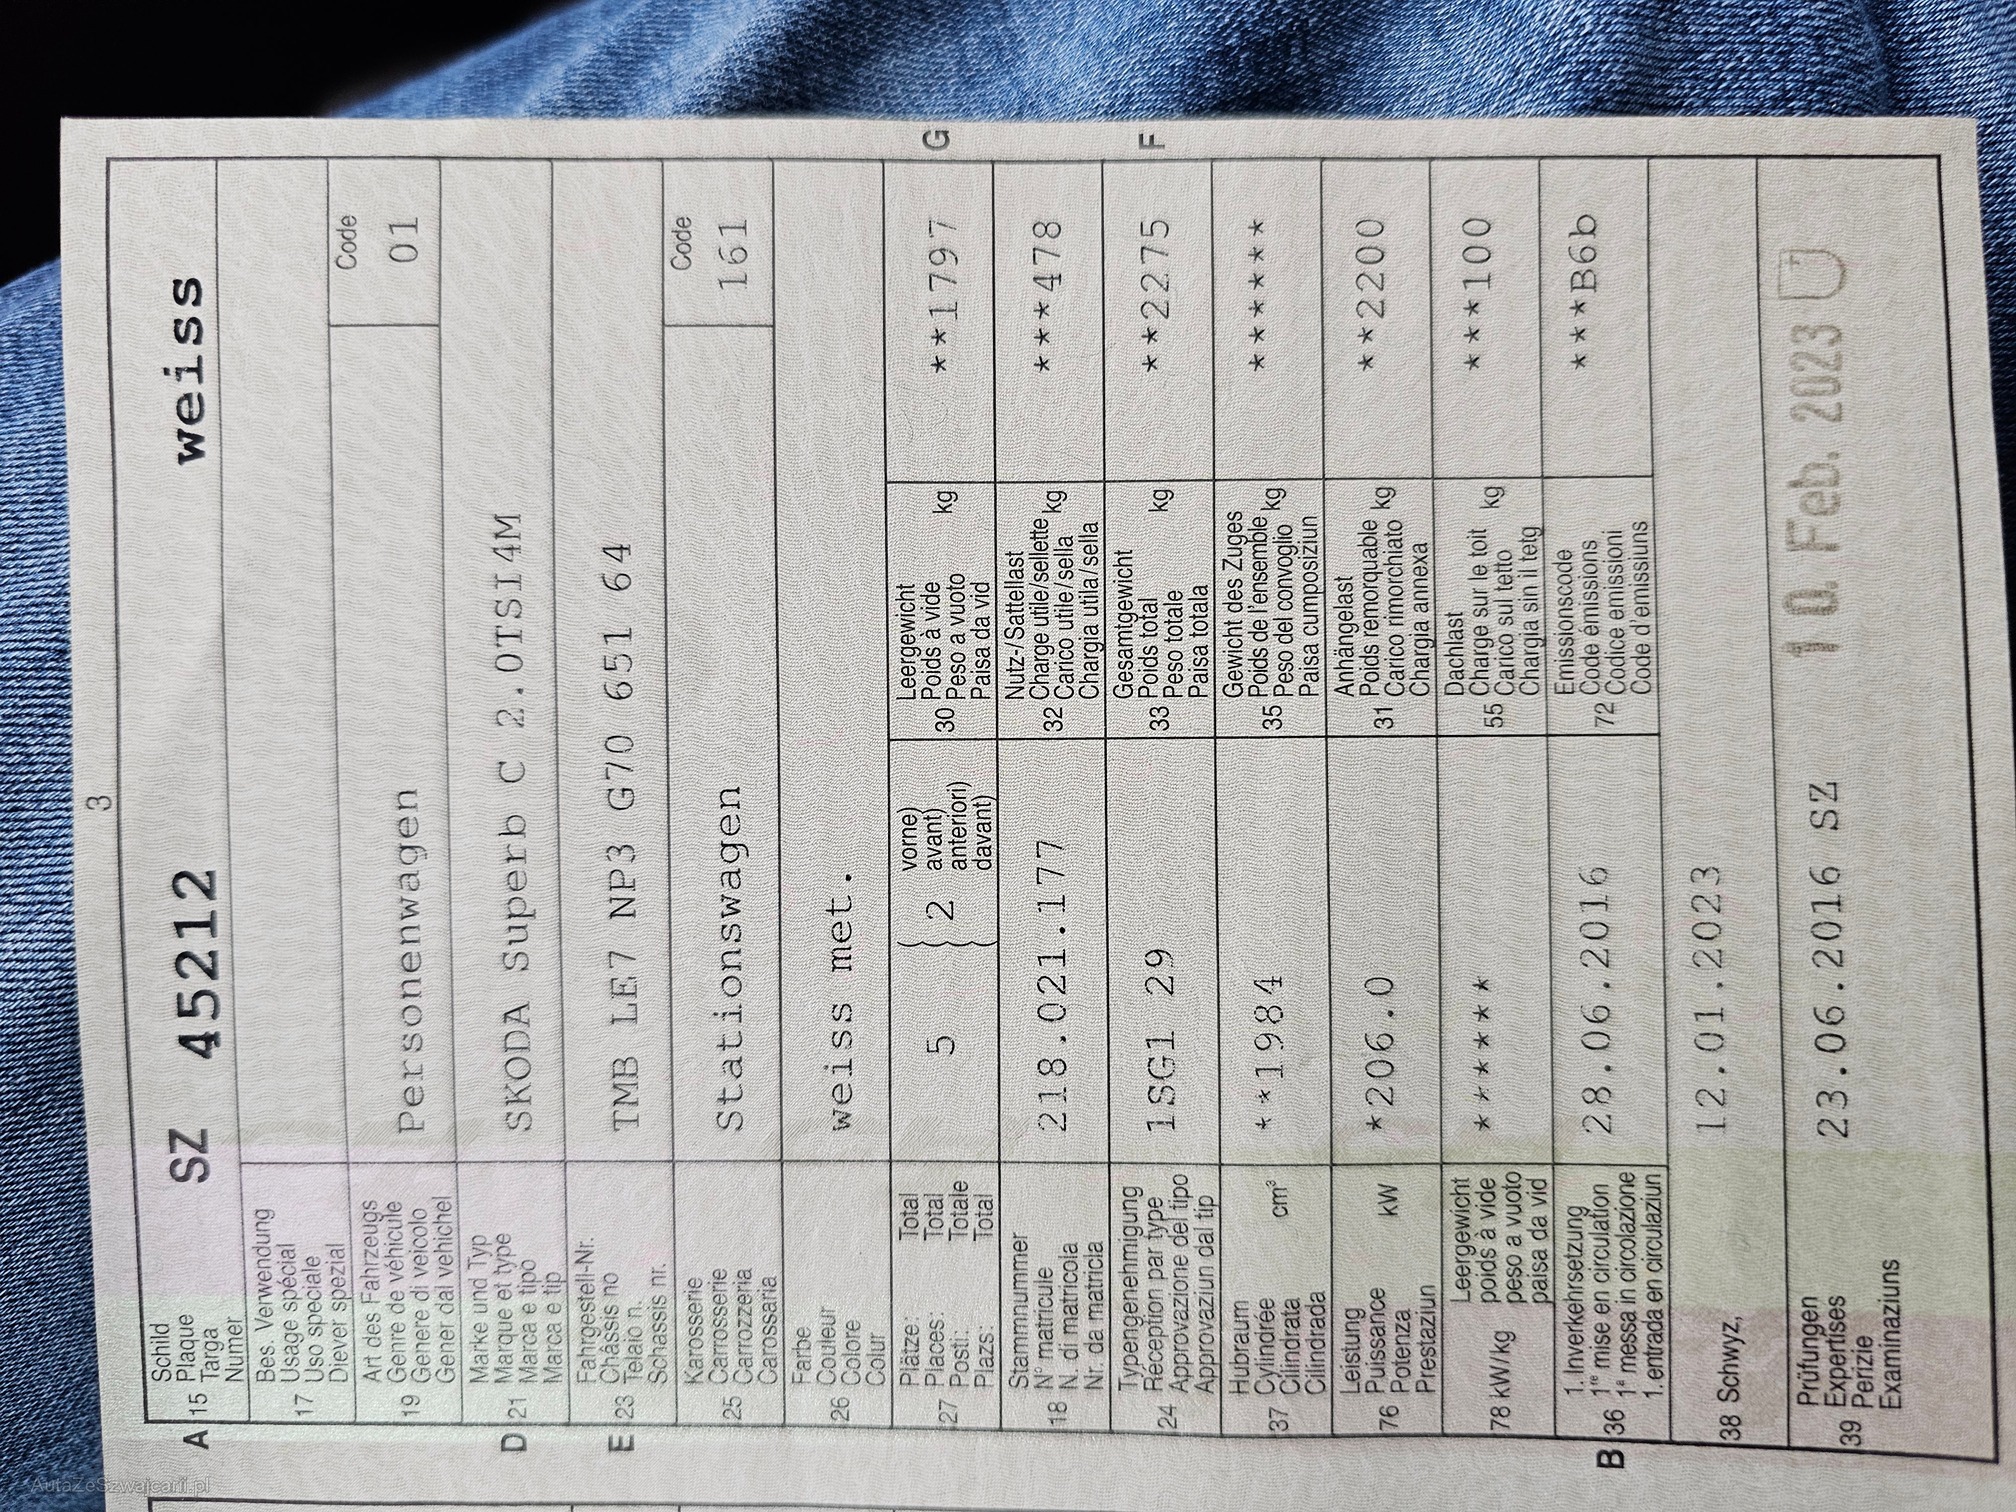 3
A 15 Schild
Plaque
Targa
Numer
SZ 45212 weiss
17 Bes. Verwendung
Usage spécial
Uso speciale
Diever spezial
19 Art des Fahrzeugs
Genre de véhicule
Genere di veicolo
Gener dal vehichel
Personenwagen
Code
01
D 21 Marke und Typ
Marque et type
Marca e tipo
Marca e tip
SKODA Superb C 2.0TSI4M
E 23 Fahrgestell-Nr.
Châssis no
Telaio n.
Schassis nr.
TMB LE7 NP3 G70 651 64
25 Karosserie
Carrosserie
Carrozzeria
Carossaria
Stationswagen
Code
161
26 Farbe
Couleur
Colore
Colur
weiss met.
27 Plätze: Total
Places: Total
Posti: Totale
Plazs: Total
5 2
vorne)
avant)
anteriori)
davant)
G
30 Leergewicht
Poids à vide
Peso a vuoto
Paisa da vid
kg
**1797
18 Stammnummer
N° matricule
N. di matricola
Nr. da matricla
218.021.177
32 Nutz-/Sattellast
Charge utile/sellette
Carico utile/sella
Chargia utila/sella
kg
***478
24 Typengenehmigung
Réception par type
Approvazione del tipo
Approvaziun dal tip
1SG1 29
F
33 Gesamtgewicht
Poids total
Peso totale
Paisa totala
kg
**2275
37 Hubraum
Cylindrée
Cilindrata
Cilindrada
cm³
**1984
35 Gewicht des Zuges
Poids de l'ensemble
Peso del convoglio
Paisa cumposiziun
kg
******
76 Leistung
Puissance
Potenza
Prestaziun
kW
*206.0
31 Anhängelast
Poids remorquable
Carico rimorchiato
Chargia annexa
kg
**2200
78 kW/kg
Leergewicht
poids à vide
peso a vuoto
paisa da vid
******
55 Dachlast
Charge sur le toit
Carico sul tetto
Chargia sin il tetg
kg
***100
B 36 1. Inverkehrsetzung
1re mise en circulation
1a messa in circolazione
1. entrada en circulaziun
28.06.2016
72 Emissionscode
Code émissions
Codice emissioni
Code d'emissiuns
***B6b
38 Schwyz,
12.01.2023
39 Prüfungen
Expertises
Perizie
Examinaziuns
23.06.2016 SZ
10. Feb. 2023
AutaZeSzwajcarii.pl